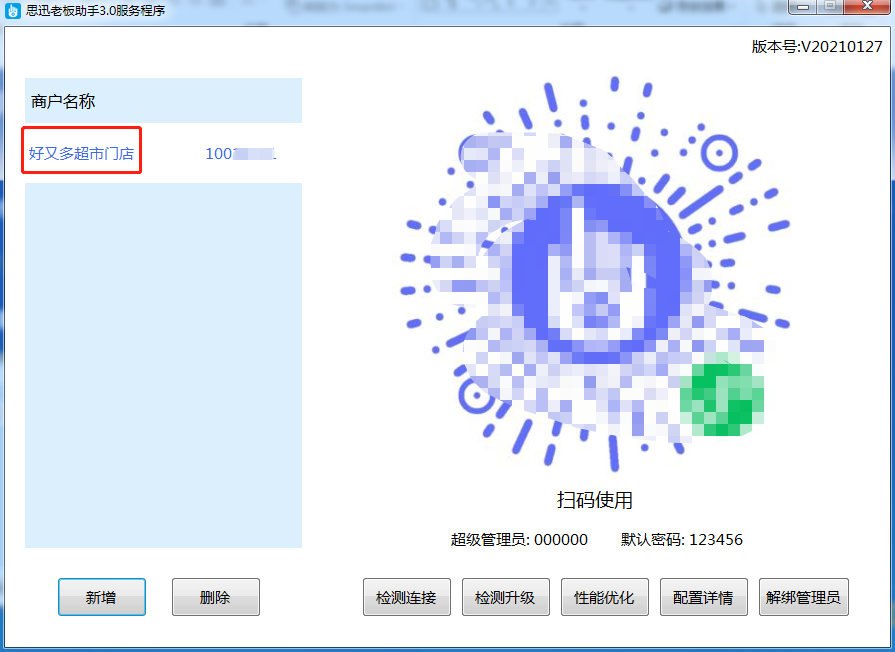 思迅老板助手3.0服务程序
版本号:V20210127
商户名称
好又多超市门店 100
扫码使用
超级管理员: 000000 默认密码: 123456
新增 删除 检测连接 检测升级 性能优化 配置详情 解绑管理员